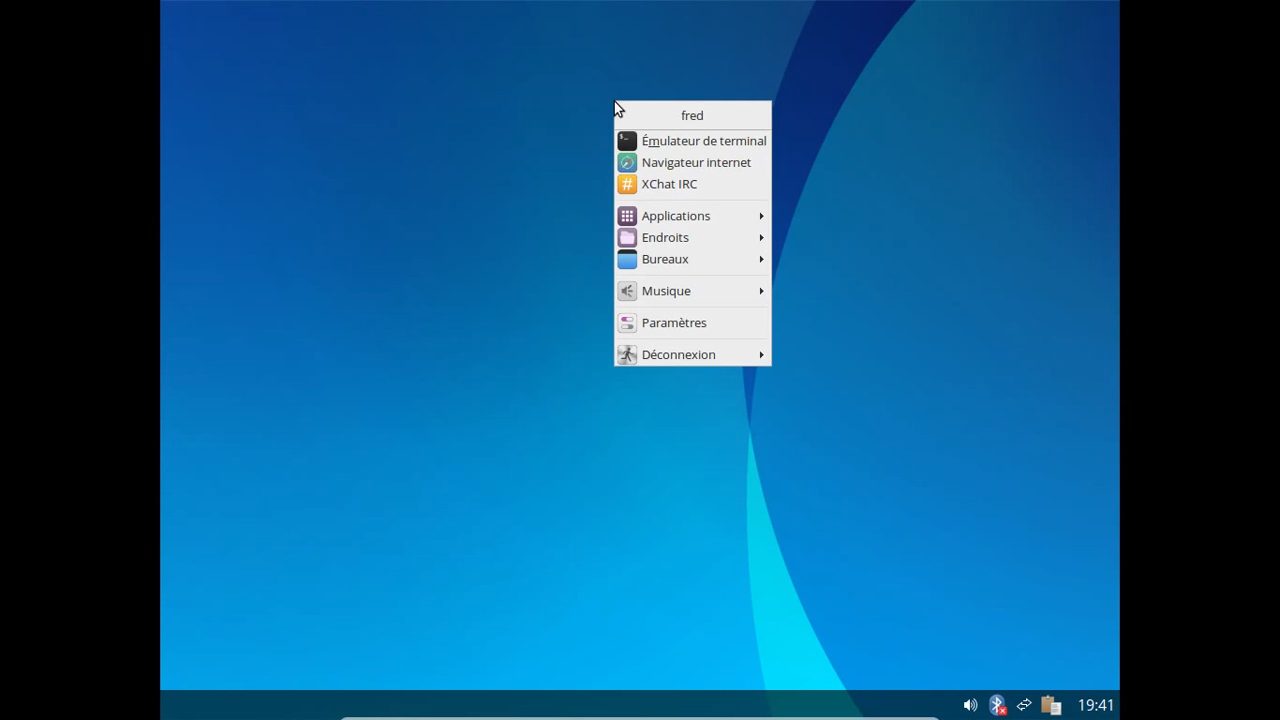 fred
Émulateur de terminal
Navigateur internet
XChat IRC
Applications
Endroits
Bureaux
Musique
Paramètres
Déconnexion
19:41